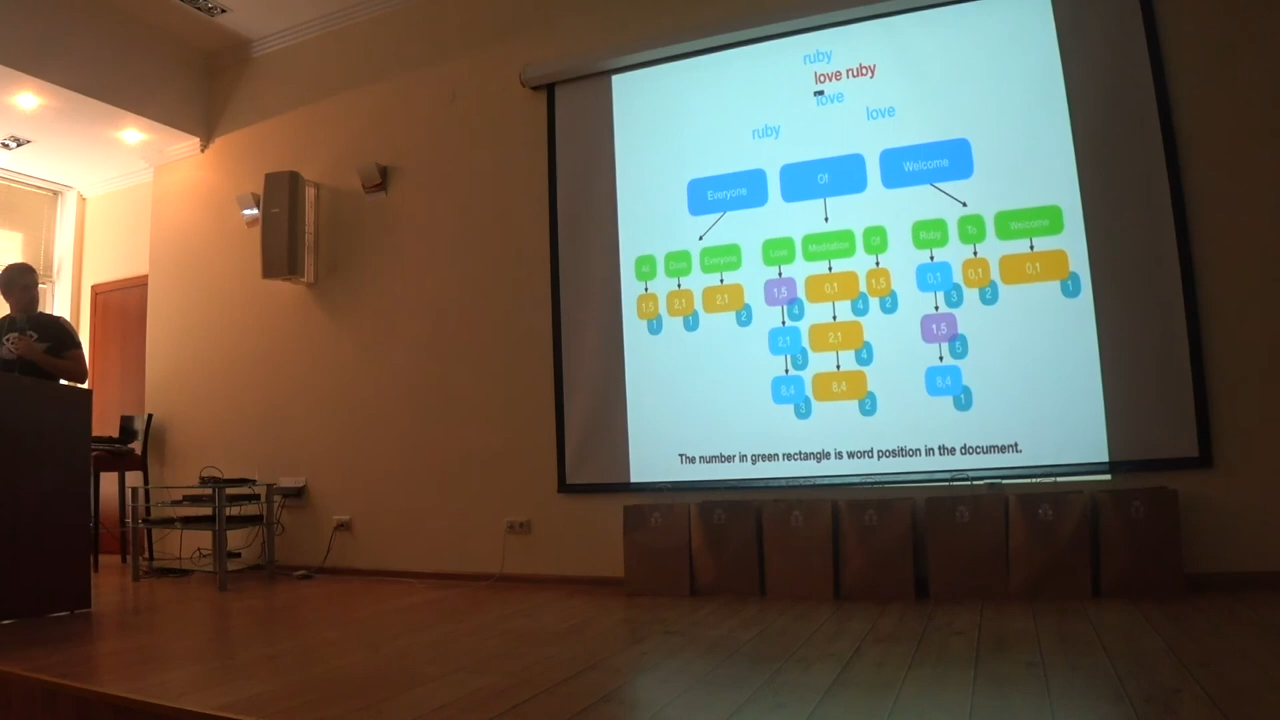 ruby
love ruby
love
ruby
love
Everyone
Of
Welcome
All
Does
Everyone
Love
Meditation
Of
Ruby
To
Welcome
1,5
1
2,1
1
2,1
2
1,5
4
0,1
4
1,5
2
0,1
3
0,1
2
0,1
1
2,1
3
2,1
4
1,5
5
8,4
3
8,4
2
8,4
1
The number in green rectangle is word position in the document.